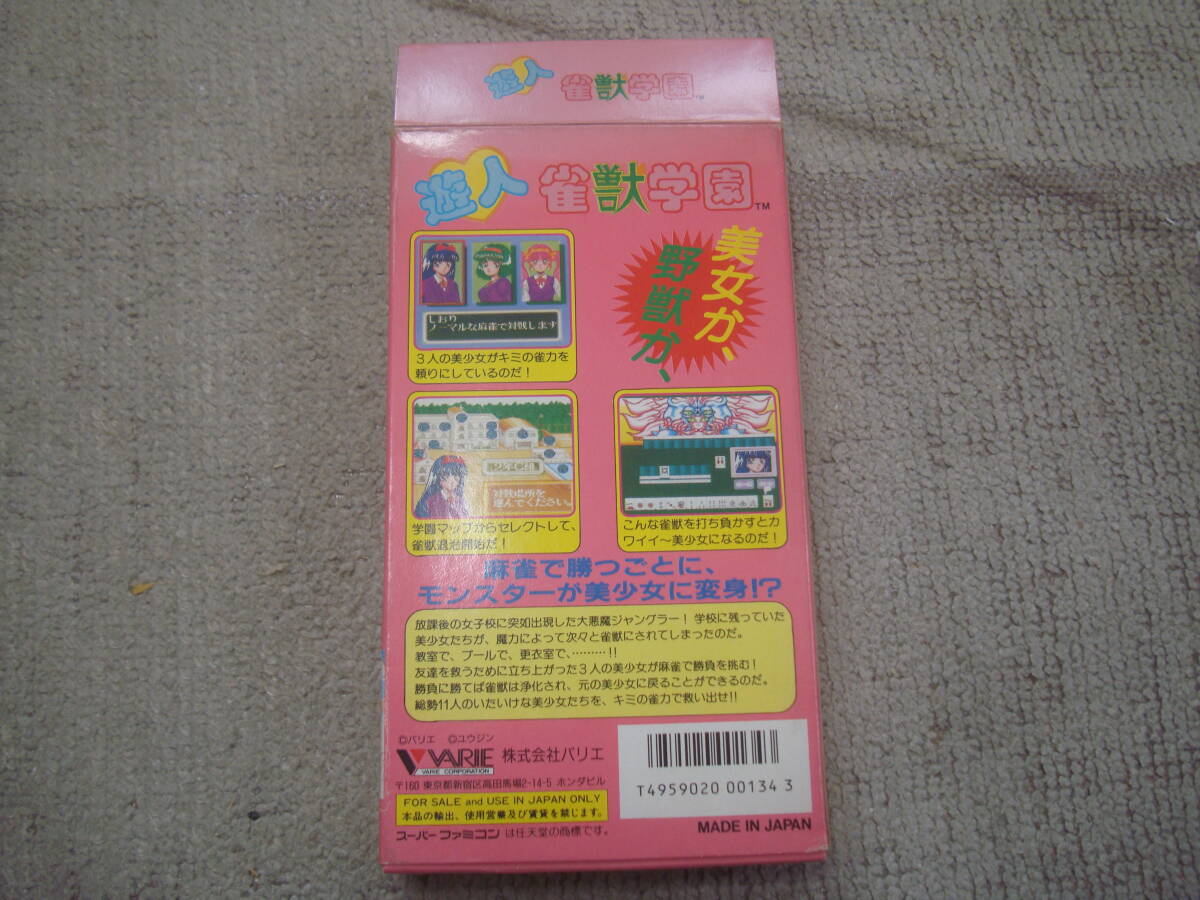 遊人 雀獣学園™
遊人 雀獣学園™
美女か、
野獣か、
しおり
ノーマルな麻雀で対戦します
3人の美少女がキミの雀力を
頼りにしているのだ!
対戦場所を
選んでください。
学園マップからセレクトして、
雀獣退治開始だ!
こんな雀獣を打ち負かすとカ
ワイイ〜美少女になるのだ!
麻雀で勝つごとに、
モンスターが美少女に変身!?
放課後の女子校に突如出現した大悪魔ジャングラー! 学校に残っていた
美少女たちが、魔力によって次々と雀獣にされてしまったのだ。
教室で、プールで、更衣室で、………!!
友達を救うために立ち上がった3人の美少女が麻雀で勝負を挑む!
勝負に勝てば雀獣は浄化され、元の美少女に戻ることができるのだ。
総勢11人のいたいけな美少女たちを、キミの雀力で救い出せ!!
©バリエ ©ユウジン
VARIE 株式会社バリエ
VARIE CORPORATION
〒160 東京都新宿区高田馬場2-14-5 ホンダビル
FOR SALE and USE IN JAPAN ONLY
本品の輸出、使用営業及び賃貸を禁じます。
スーパーファミコン は任天堂の商標です。
T4959020 00134 3
MADE IN JAPAN